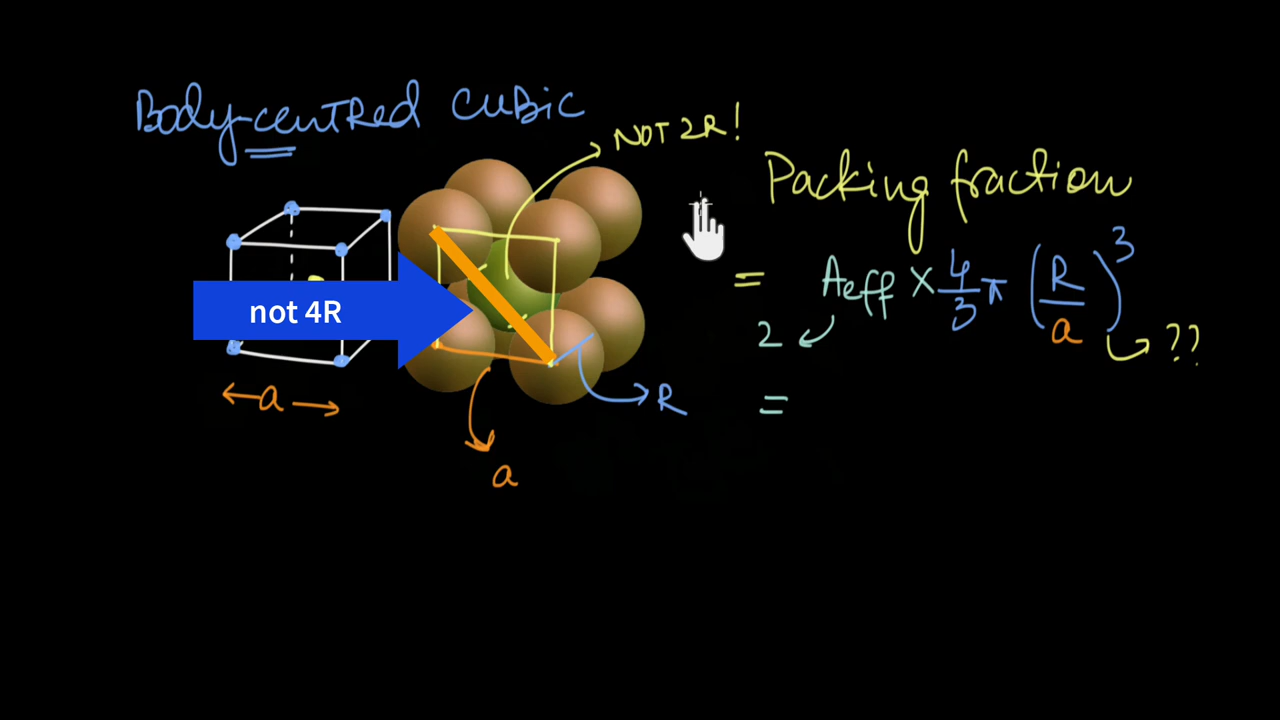 Body-centred cubic
NOT 2R!
Packing fraction
not 4R
= Aeff × 4/3 π (R/a)³
2
??
a
R
=
a